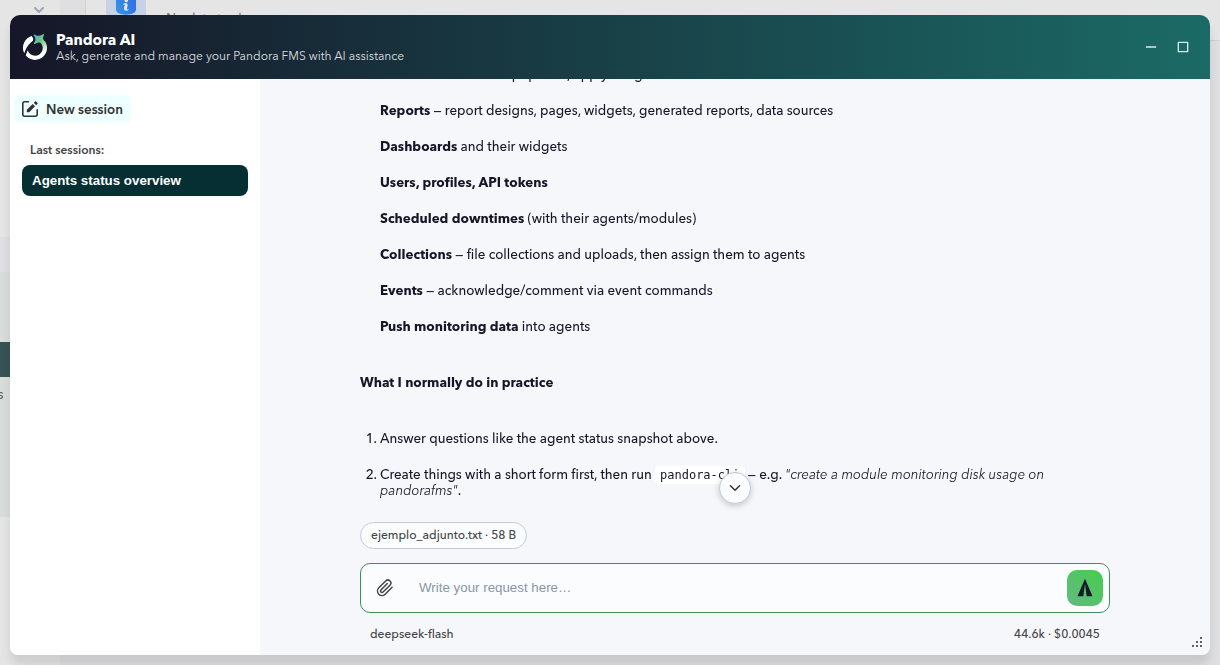 Pandora AI
Ask, generate and manage your Pandora FMS with AI assistance
New session
Last sessions:
Agents status overview
Reports – report designs, pages, widgets, generated reports, data sources
Dashboards and their widgets
Users, profiles, API tokens
Scheduled downtimes (with their agents/modules)
Collections – file collections and uploads, then assign them to agents
Events – acknowledge/comment via event commands
Push monitoring data into agents
What I normally do in practice
1. Answer questions like the agent status snapshot above.
2. Create things with a short form first, then run – e.g. "create a module monitoring disk usage on
pandorafms".
ejemplo_adjunto.txt · 58 B
Write your request here…
deepseek-flash
44.6k · $0.0045